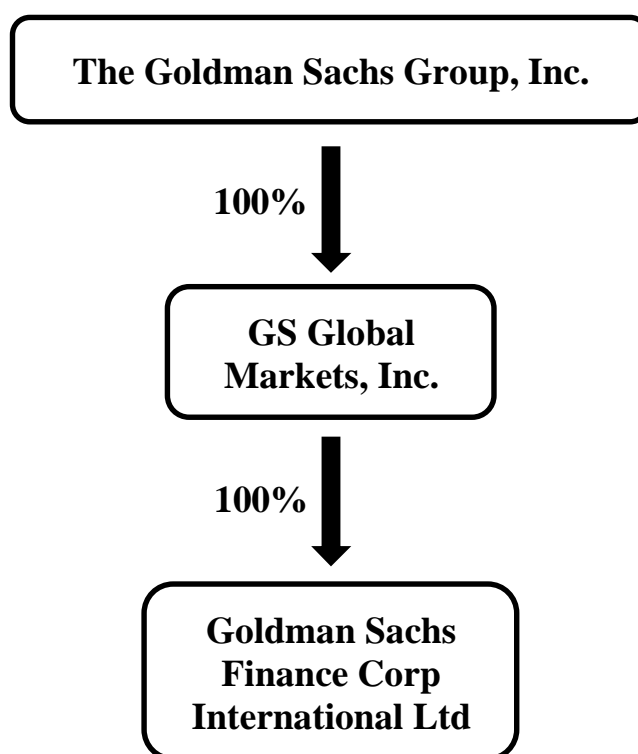 The Goldman Sachs Group, Inc.
100%
GS Global
Markets, Inc.
100%
Goldman Sachs
Finance Corp
International Ltd